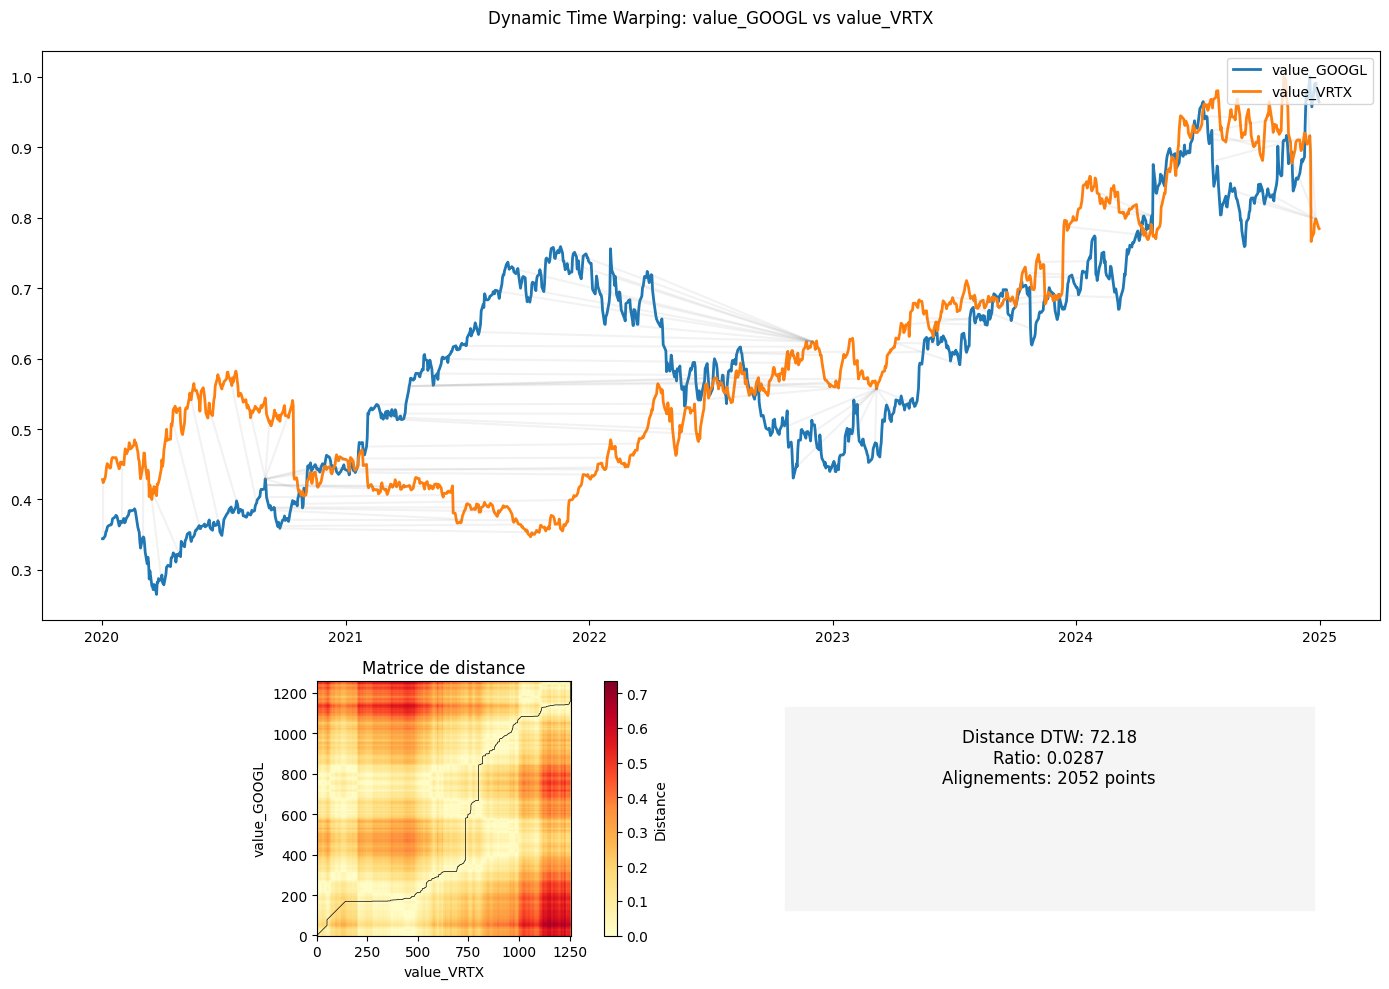 Dynamic Time Warping: value_GOOGL vs value_VRTX
1.0
0.9
0.8
0.7
0.6
0.5
0.4
0.3
value_GOOGL
value_VRTX
2020 2021 2022 2023 2024 2025
Matrice de distance
value_GOOGL
1200
1000
800
600
400
200
0
0 250 500 750 1000 1250
value_VRTX
0.7
0.6
0.5
0.4
0.3
0.2
0.1
0.0
Distance
Distance DTW: 72.18
Ratio: 0.0287
Alignements: 2052 points